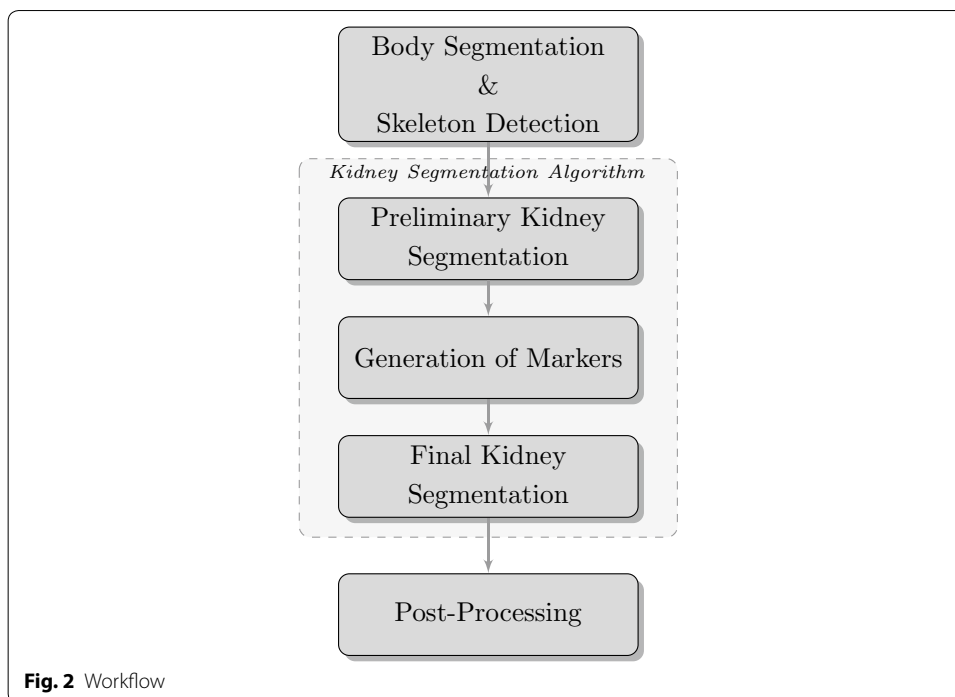 Body Segmentation
&
Skeleton Detection
Kidney Segmentation Algorithm
Preliminary Kidney
Segmentation
Generation of Markers
Final Kidney
Segmentation
Post-Processing
Fig. 2 Workflow